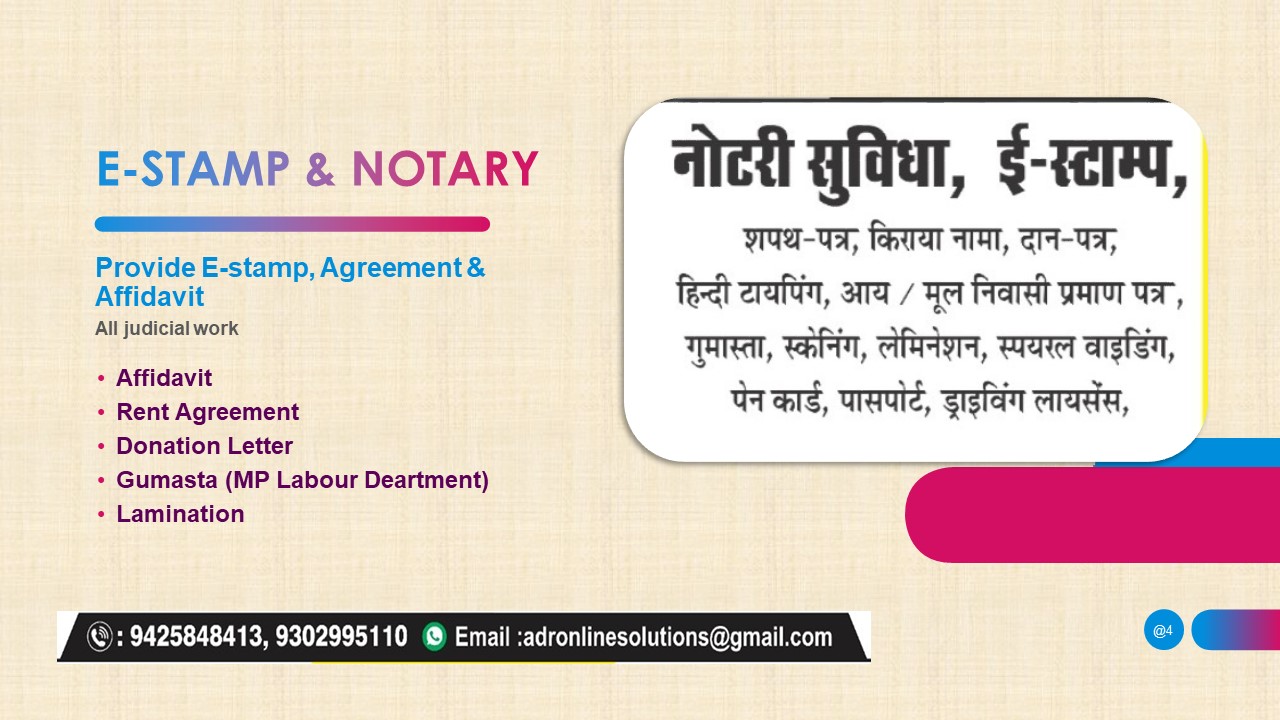 E-STAMP & NOTARY
Provide E-stamp, Agreement &
Affidavit
All judicial work
• Affidavit
• Rent Agreement
• Donation Letter
• Gumasta (MP Labour Deartment)
• Lamination
नोटरी सुविधा, ई-स्टाम्प,
शपथ-पत्र, किराया नामा, दान-पत्र,
हिन्दी टायपिंग, आय / मूल निवासी प्रमाण पत्र,
गुमास्ता, स्केनिंग, लेमिनेशन, स्पयरल वाइडिंग,
पेन कार्ड, पासपोर्ट, ड्राइविंग लायसेंस,
: 9425848413, 9302995110 Email :adronlinesolutions@gmail.com
@4